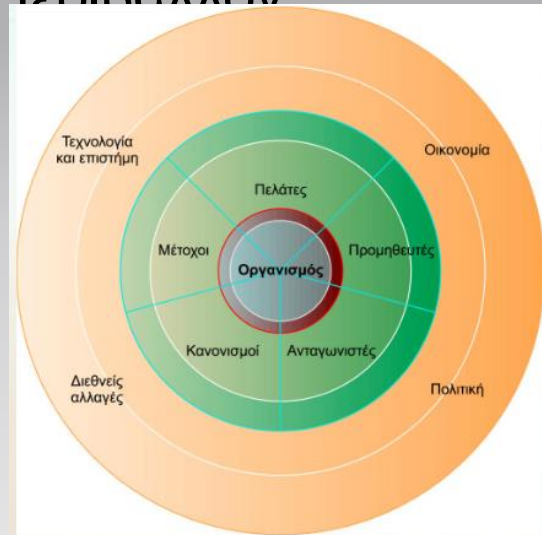 Τεχνολογία
και επιστήμη
Οικονομία
Πελάτες
Μέτοχοι
Οργανισμός
Προμηθευτές
Κανονισμοί
Ανταγωνιστές
Διεθνείς
αλλαγές
Πολιτική